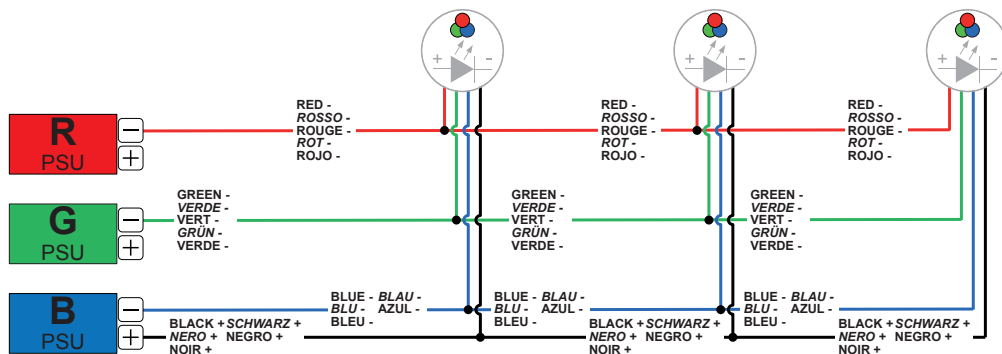 + -
+ -
+ -
R
PSU
−
+
RED -
ROSSO -
ROUGE -
ROT -
ROJO -
RED -
ROSSO -
ROUGE -
ROT -
ROJO -
RED -
ROSSO -
ROUGE -
ROT -
ROJO -
G
PSU
−
+
GREEN -
VERDE -
VERT -
GRÜN -
VERDE -
GREEN -
VERDE -
VERT -
GRÜN -
VERDE -
GREEN -
VERDE -
VERT -
GRÜN -
VERDE -
B
PSU
−
+
BLUE - BLAU -
BLU - AZUL -
BLEU -
BLUE - BLAU -
BLU - AZUL -
BLEU -
BLUE - BLAU -
BLU - AZUL -
BLEU -
BLACK + SCHWARZ +
NERO + NEGRO +
NOIR +
BLACK + SCHWARZ +
NERO + NEGRO +
NOIR +
BLACK + SCHWARZ +
NERO + NEGRO +
NOIR +